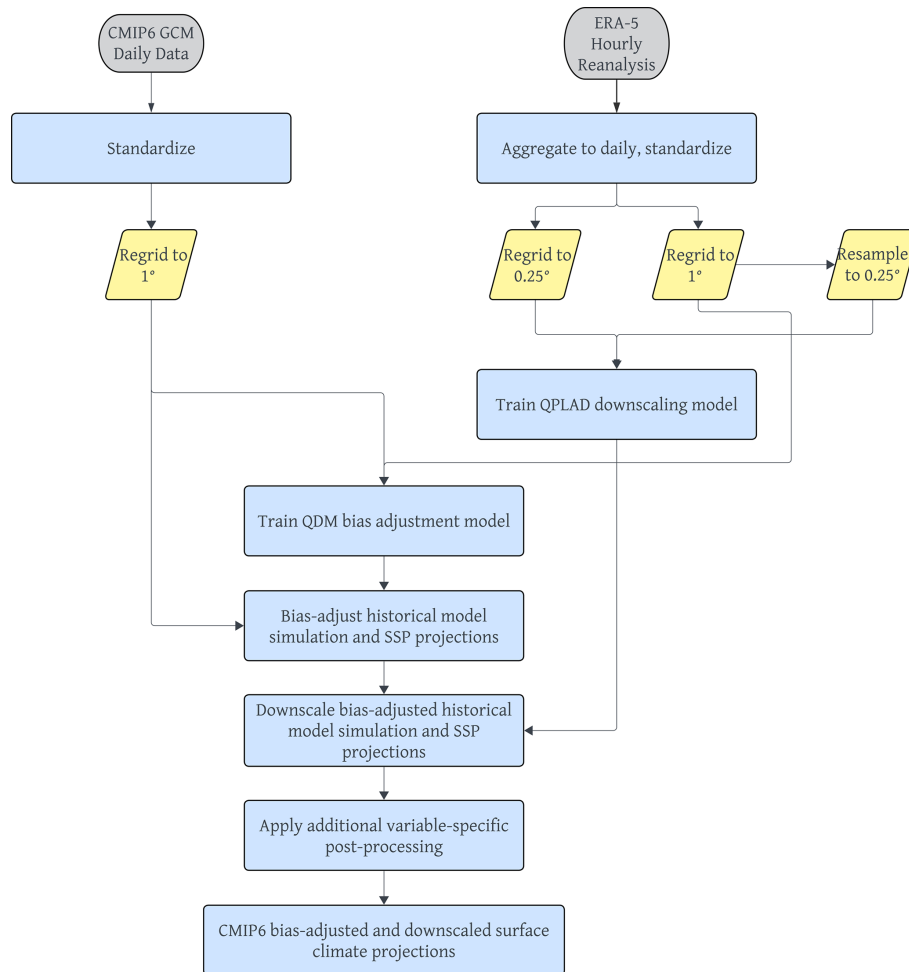 CMIP6 GCM
Daily Data
ERA-5
Hourly
Reanalysis
Standardize
Aggregate to daily, standardize
Regrid to
1°
Regrid to
0.25°
Regrid to
1°
Resample
to 0.25°
Train QPLAD downscaling model
Train QDM bias adjustment model
Bias-adjust historical model
simulation and SSP projections
Downscale bias-adjusted historical
model simulation and SSP
projections
Apply additional variable-specific
post-processing
CMIP6 bias-adjusted and downscaled surface
climate projections